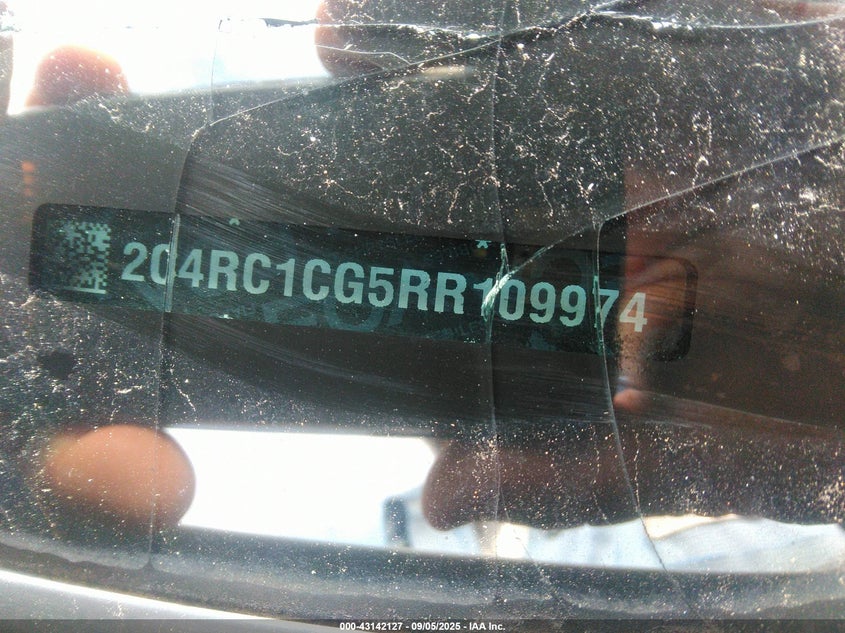 2C4RC1CG5RR109974
000-43142127 - 09/05/2025 - IAA Inc.